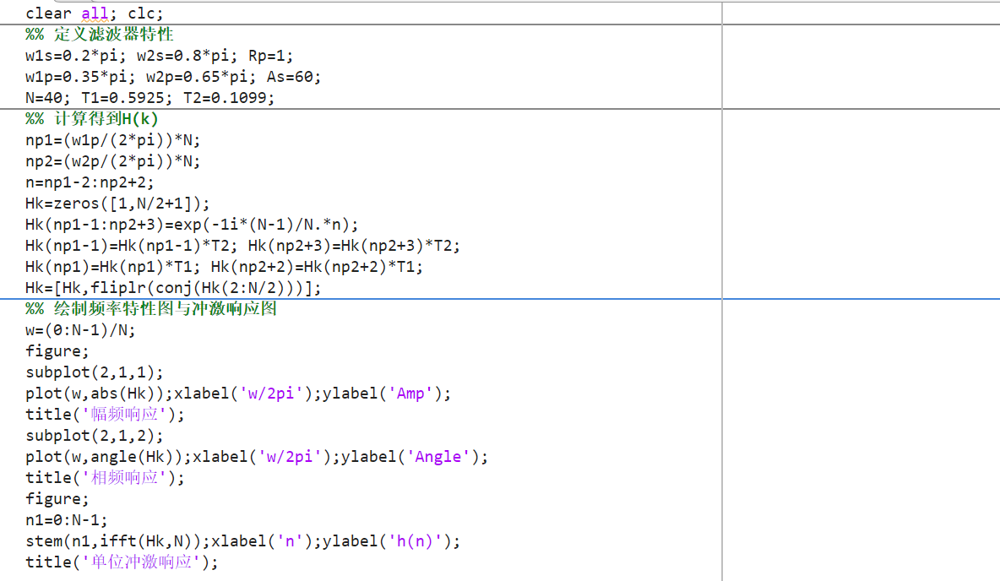 clear all; clc;
%% 定义滤波器特性
w1s=0.2*pi; w2s=0.8*pi; Rp=1;
w1p=0.35*pi; w2p=0.65*pi; As=60;
N=40; T1=0.5925; T2=0.1099;
%% 计算得到H(k)
np1=(w1p/(2*pi))*N;
np2=(w2p/(2*pi))*N;
n=np1-2:np2+2;
Hk=zeros([1,N/2+1]);
Hk(np1-1:np2+3)=exp(-1i*(N-1)/N.*n);
Hk(np1-1)=Hk(np1-1)*T2; Hk(np2+3)=Hk(np2+3)*T2;
Hk(np1)=Hk(np1)*T1; Hk(np2+2)=Hk(np2+2)*T1;
Hk=[Hk,fliplr(conj(Hk(2:N/2)))];
%% 绘制频率特性图与冲激响应图
w=(0:N-1)/N;
figure;
subplot(2,1,1);
plot(w,abs(Hk));xlabel('w/2pi');ylabel('Amp');
title('幅频响应');
subplot(2,1,2);
plot(w,angle(Hk));xlabel('w/2pi');ylabel('Angle');
title('相频响应');
figure;
n1=0:N-1;
stem(n1,ifft(Hk,N));xlabel('n');ylabel('h(n)');
title('单位冲激响应');